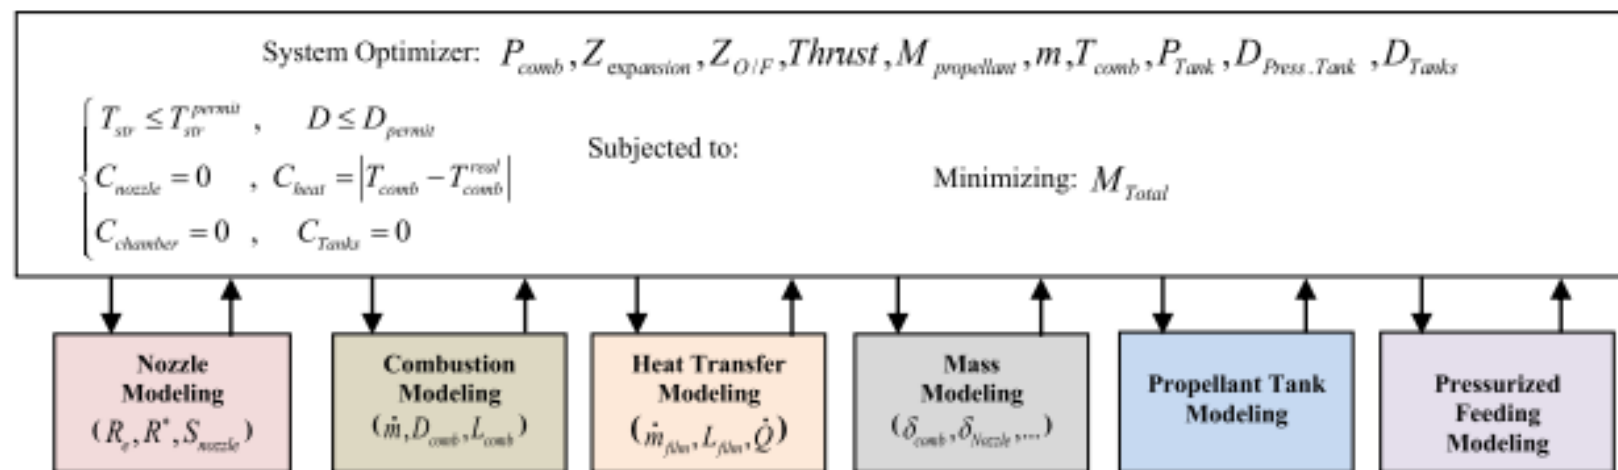 System Optimizer: P_comb, Z_expansion, Z_O/F, Thrust, M_propellant, m, T_comb, P_Tank, D_Press.Tank, D_Tanks
T_str ≤ T_str^permit , D ≤ D_permit
Subjected to:
C_nozzle = 0 , C_heat = |T_comb − T_comb^real|
Minimizing: M_Total
C_chamber = 0 , C_Tanks = 0
Nozzle
Modeling
(R_e, R*, S_nozzle)
Combustion
Modeling
(ṁ, D_comb, L_comb)
Heat Transfer
Modeling
(ṁ_film, L_film, Q̇)
Mass
Modeling
(δ_comb, δ_Nozzle, ...)
Propellant Tank
Modeling
Pressurized
Feeding
Modeling